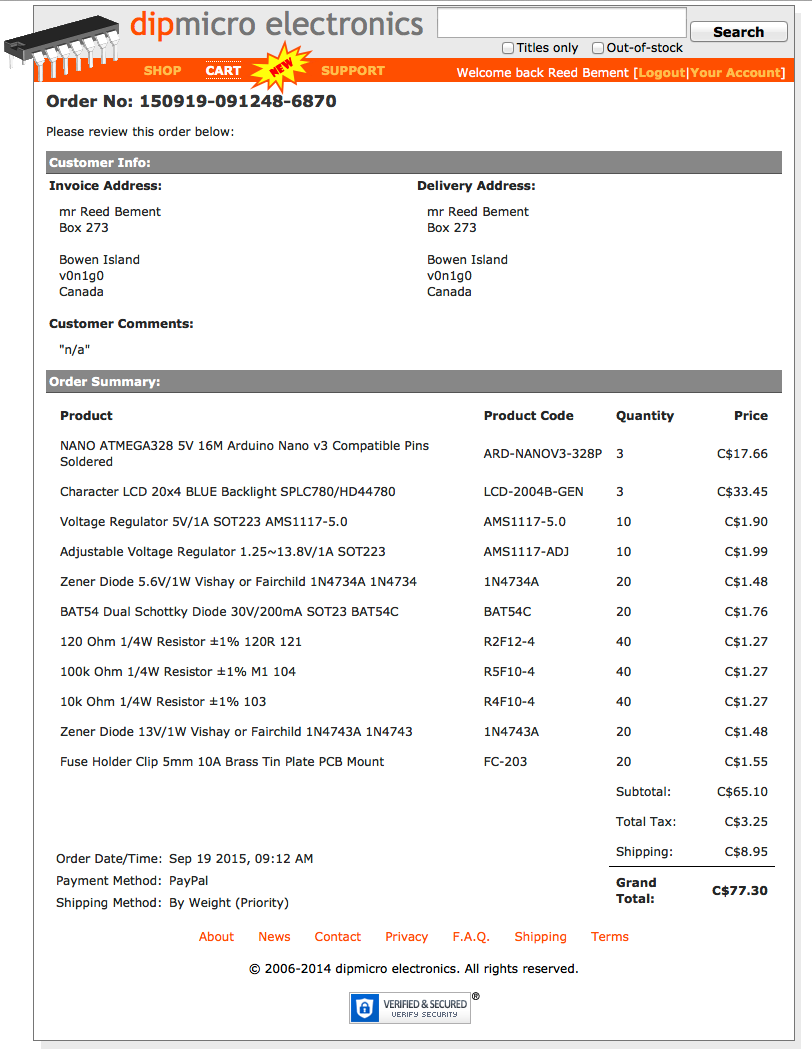 dipmicro electronics
Search
Titles only Out-of-stock
SHOP CART NEW SUPPORT Welcome back Reed Bement [Logout|Your Account]
Order No: 150919-091248-6870
Please review this order below:
Customer Info:
Invoice Address: Delivery Address:
mr Reed Bement mr Reed Bement
Box 273 Box 273
Bowen Island Bowen Island
v0n1g0 v0n1g0
Canada Canada
Customer Comments:
"n/a"
Order Summary:
Product Product Code Quantity Price
NANO ATMEGA328 5V 16M Arduino Nano v3 Compatible Pins
Soldered ARD-NANOV3-328P 3 C$17.66
Character LCD 20x4 BLUE Backlight SPLC780/HD44780 LCD-2004B-GEN 3 C$33.45
Voltage Regulator 5V/1A SOT223 AMS1117-5.0 AMS1117-5.0 10 C$1.90
Adjustable Voltage Regulator 1.25~13.8V/1A SOT223 AMS1117-ADJ 10 C$1.99
Zener Diode 5.6V/1W Vishay or Fairchild 1N4734A 1N4734 1N4734A 20 C$1.48
BAT54 Dual Schottky Diode 30V/200mA SOT23 BAT54C BAT54C 20 C$1.76
120 Ohm 1/4W Resistor ±1% 120R 121 R2F12-4 40 C$1.27
100k Ohm 1/4W Resistor ±1% M1 104 R5F10-4 40 C$1.27
10k Ohm 1/4W Resistor ±1% 103 R4F10-4 40 C$1.27
Zener Diode 13V/1W Vishay or Fairchild 1N4743A 1N4743 1N4743A 20 C$1.48
Fuse Holder Clip 5mm 10A Brass Tin Plate PCB Mount FC-203 20 C$1.55
Subtotal: C$65.10
Total Tax: C$3.25
Shipping: C$8.95
Order Date/Time: Sep 19 2015, 09:12 AM
Payment Method: PayPal
Shipping Method: By Weight (Priority)
Grand
Total: C$77.30
About News Contact Privacy F.A.Q. Shipping Terms
© 2006-2014 dipmicro electronics. All rights reserved.
VERIFIED & SECURED ®
VERIFY SECURITY